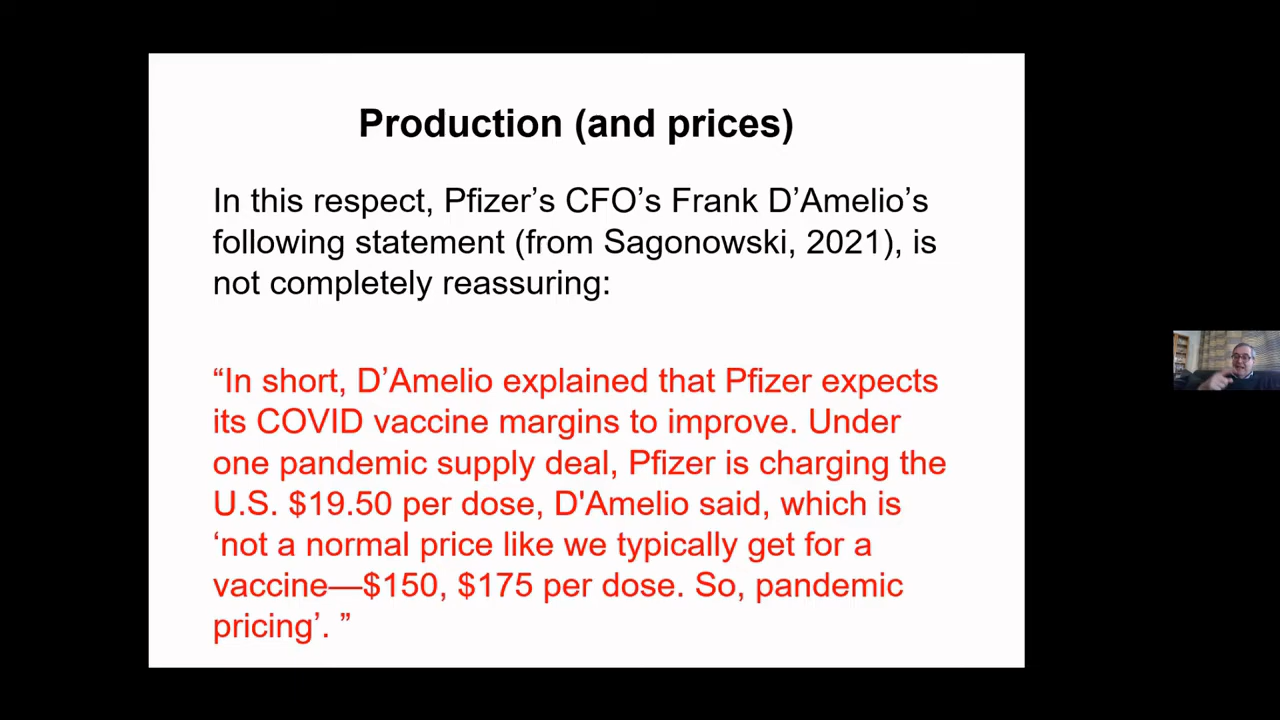 Production (and prices)
In this respect, Pfizer’s CFO’s Frank D’Amelio’s
following statement (from Sagonowski, 2021), is
not completely reassuring:
“In short, D’Amelio explained that Pfizer expects
its COVID vaccine margins to improve. Under
one pandemic supply deal, Pfizer is charging the
U.S. $19.50 per dose, D'Amelio said, which is
‘not a normal price like we typically get for a
vaccine—$150, $175 per dose. So, pandemic
pricing’. ”